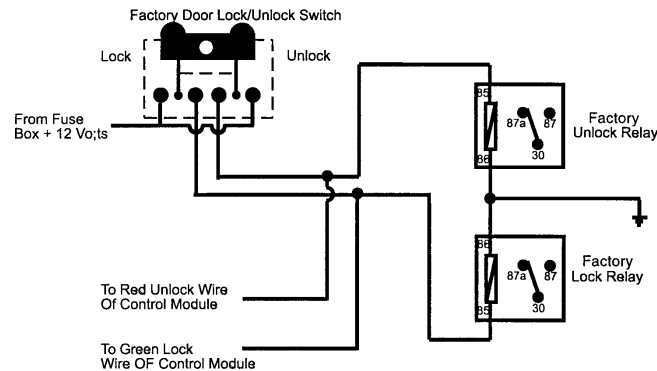 Factory Door Lock/Unlock Switch
Lock
Unlock
From Fuse
Box + 12 Vo;ts
85
87a
87
86
30
Factory
Unlock Relay
86
87a
87
85
30
Factory
Lock Relay
To Red Unlock Wire
Of Control Module
To Green Lock
Wire OF Control Module